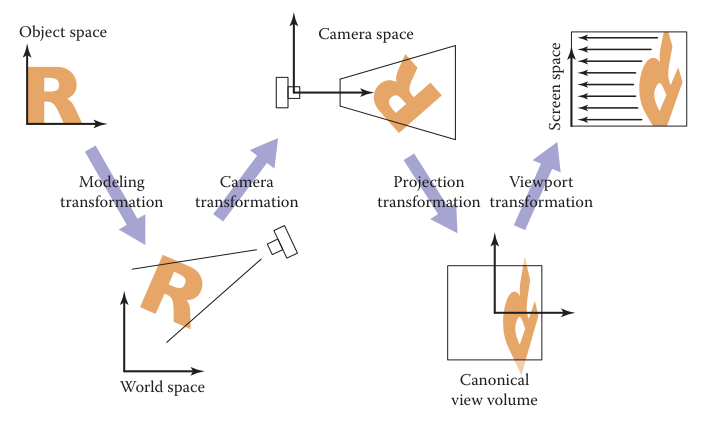 Object space
R
Camera space
R
Screen space
R
Modeling
transformation
Camera
transformation
Projection
transformation
Viewport
transformation
R
World space
R
Canonical
view volume